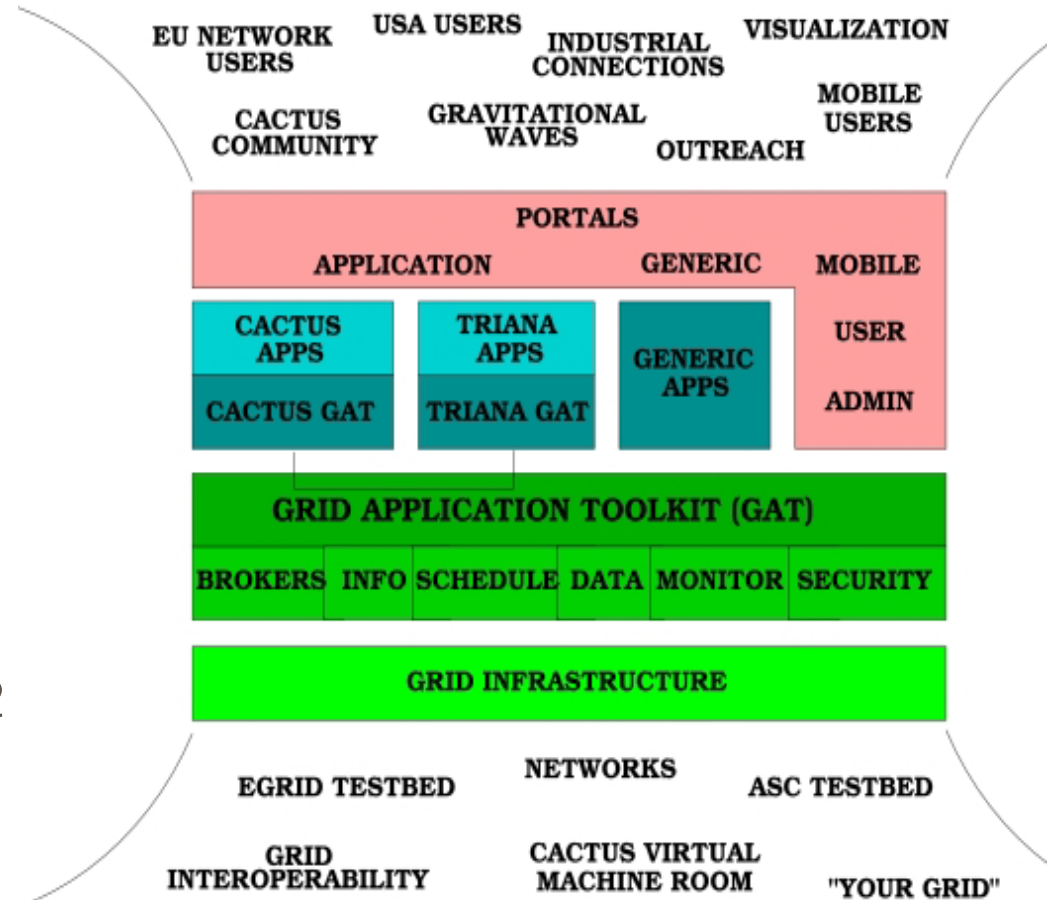 EU NETWORK
USERS
USA USERS
INDUSTRIAL
CONNECTIONS
VISUALIZATION
CACTUS
COMMUNITY
GRAVITATIONAL
WAVES
OUTREACH
MOBILE
USERS
PORTALS
APPLICATION GENERIC MOBILE
USER
ADMIN
CACTUS
APPS
CACTUS GAT
TRIANA
APPS
TRIANA GAT
GENERIC
APPS
GRID APPLICATION TOOLKIT (GAT)
BROKERS INFO SCHEDULE DATA MONITOR SECURITY
GRID INFRASTRUCTURE
EGRID TESTBED
NETWORKS
ASC TESTBED
GRID
INTEROPERABILITY
CACTUS VIRTUAL
MACHINE ROOM
"YOUR GRID"